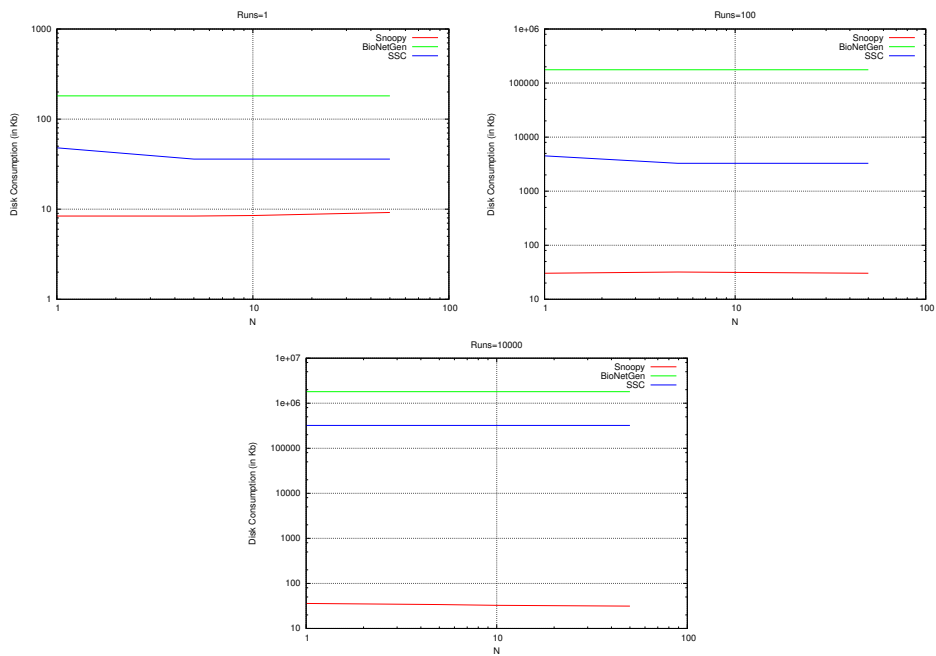 Runs=1
1000
100
10
1
1
10
100
Disk Consumption (in Kb)
N
Snoopy
BioNetGen
SSC
Runs=100
1e+06
100000
10000
1000
100
10
1
10
100
Disk Consumption (in Kb)
N
Snoopy
BioNetGen
SSC
Runs=10000
1e+07
1e+06
100000
10000
1000
100
10
1
10
100
Disk Consumption (in Kb)
N
Snoopy
BioNetGen
SSC